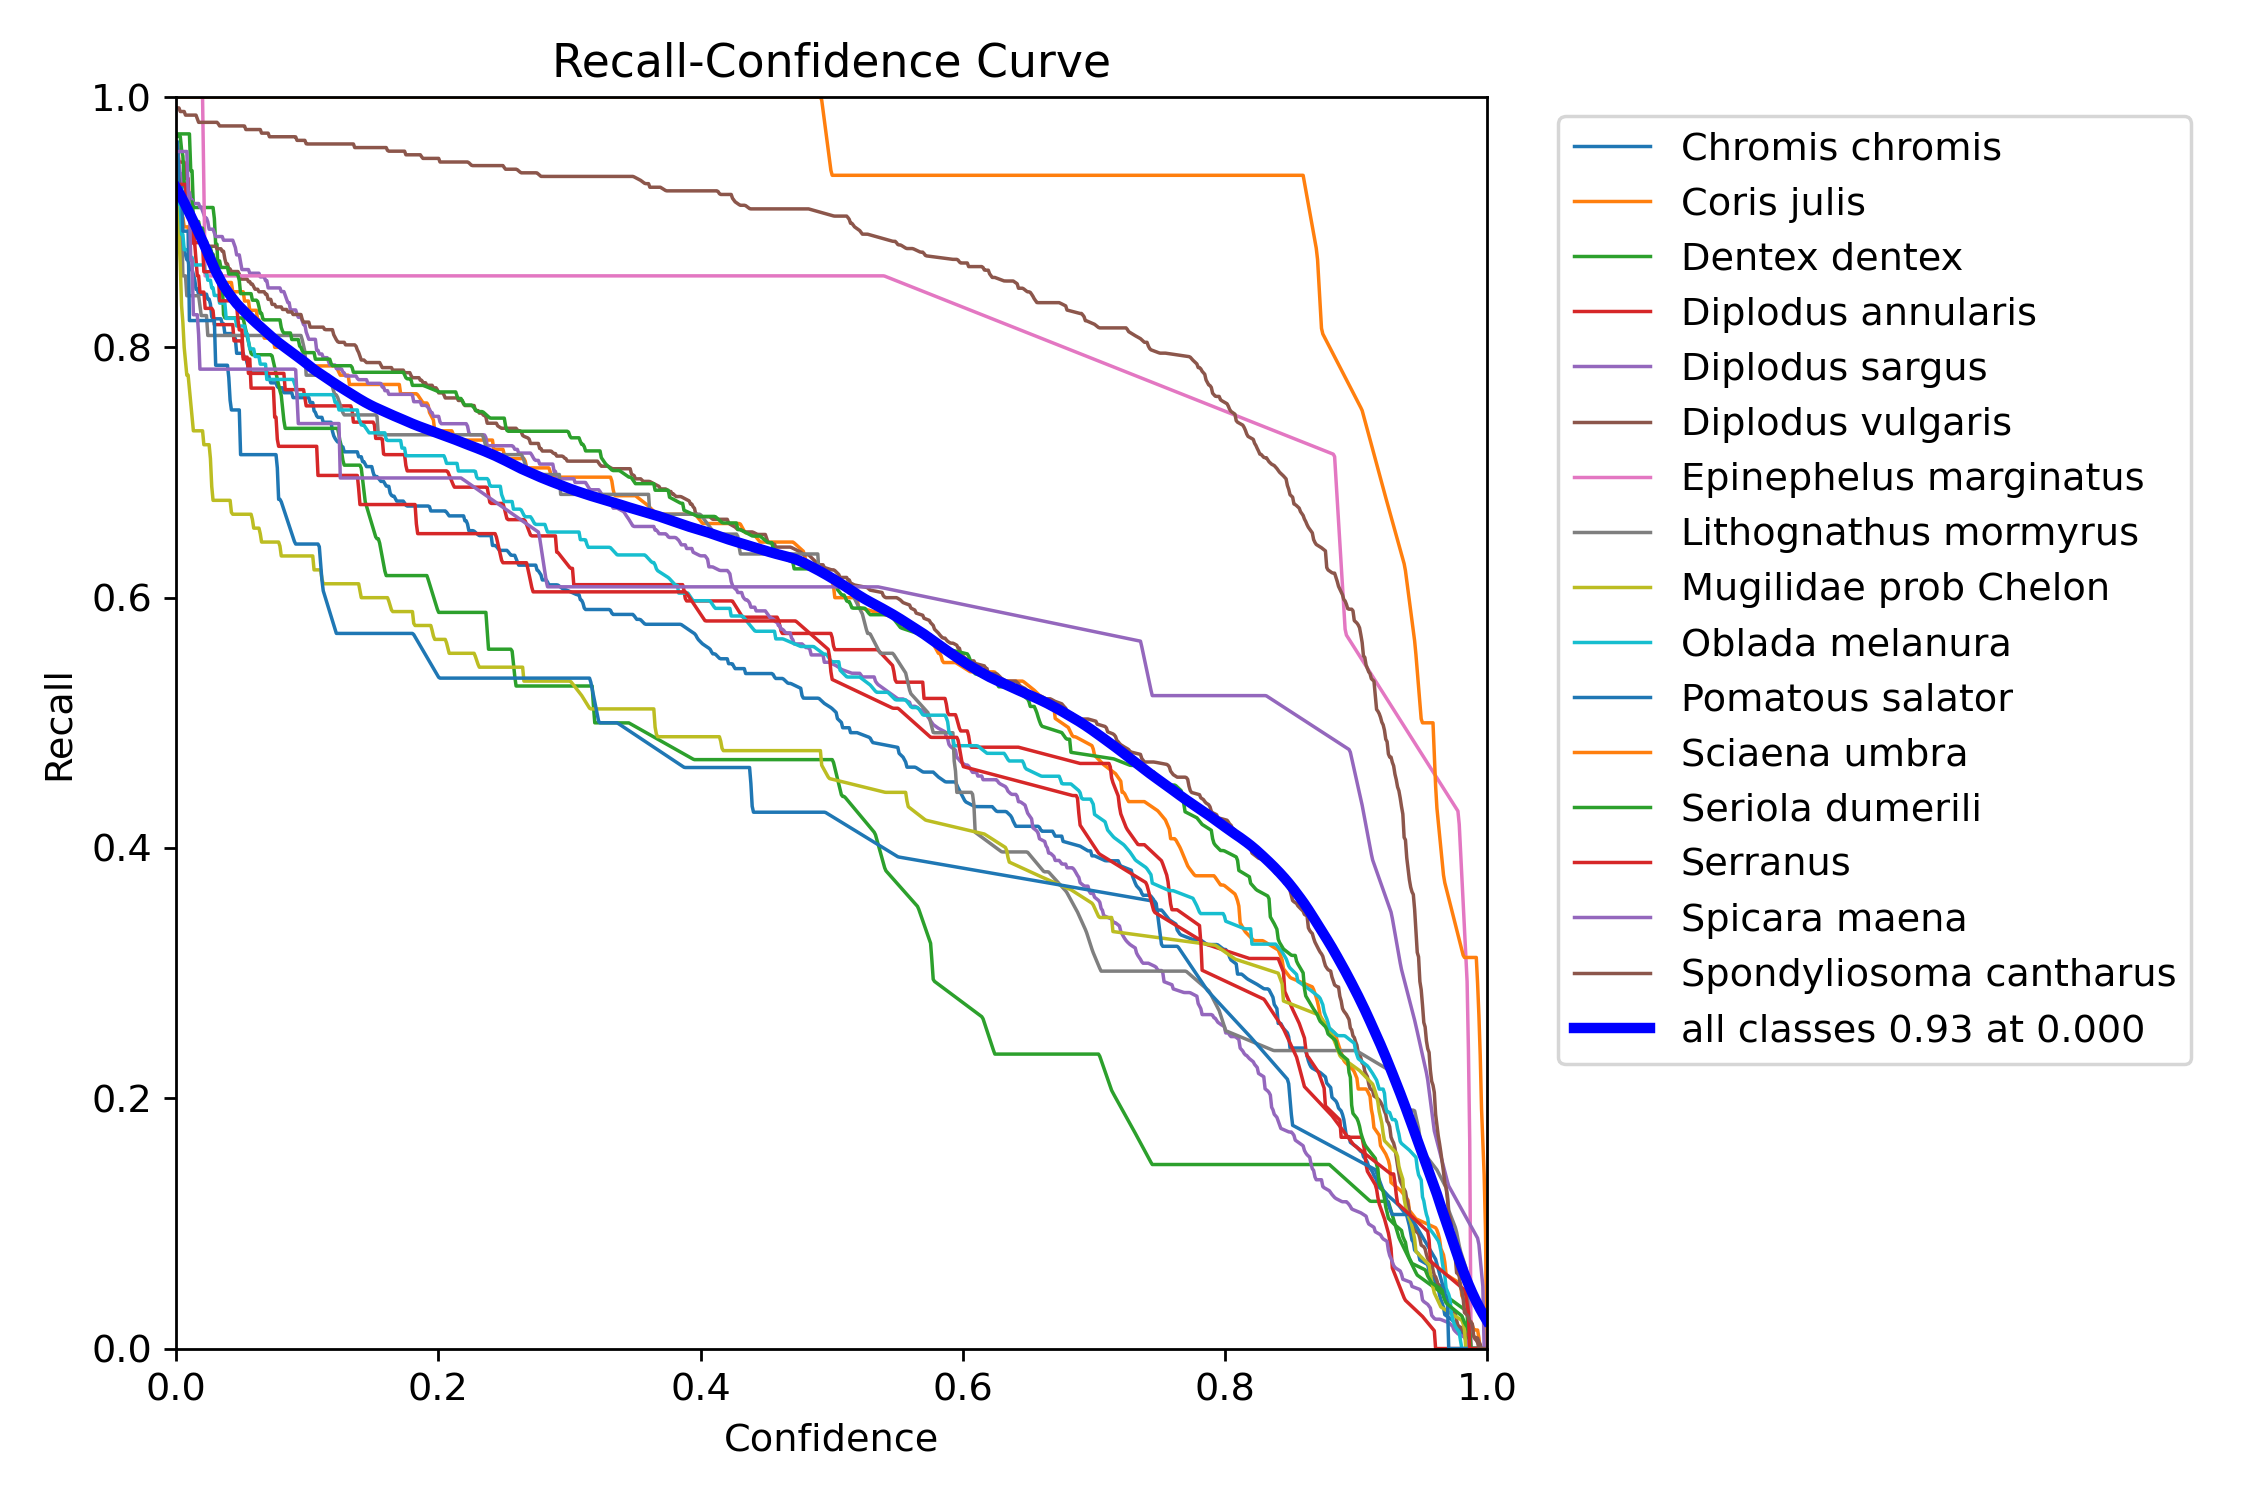 Recall-Confidence Curve
1.0
0.8
0.6
0.4
0.2
0.0
Recall
0.0 0.2 0.4 0.6 0.8 1.0
Confidence
Chromis chromis
Coris julis
Dentex dentex
Diplodus annularis
Diplodus sargus
Diplodus vulgaris
Epinephelus marginatus
Lithognathus mormyrus
Mugilidae prob Chelon
Oblada melanura
Pomatous salator
Sciaena umbra
Seriola dumerili
Serranus
Spicara maena
Spondyliosoma cantharus
all classes 0.93 at 0.000